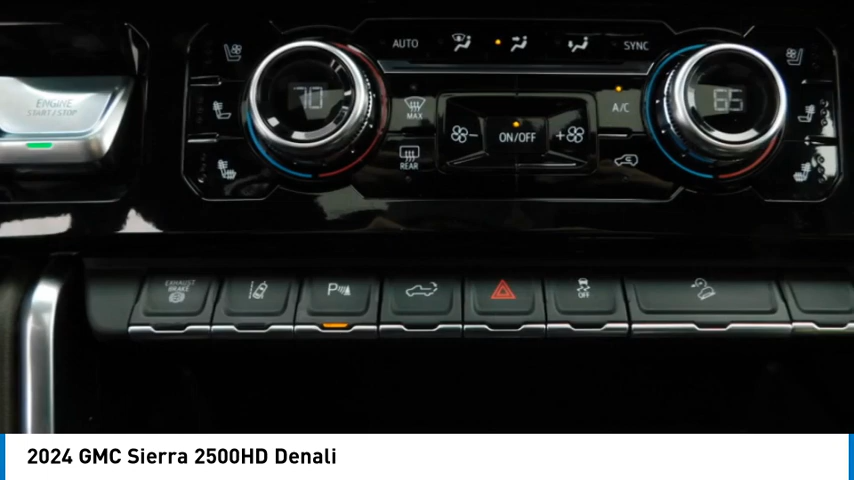 AUTO
SYNC
ENGINE
START/STOP
70
65
MAX
A/C
ON/OFF
REAR
EXHAUST
BRAKE
P
OFF
2024 GMC Sierra 2500HD Denali